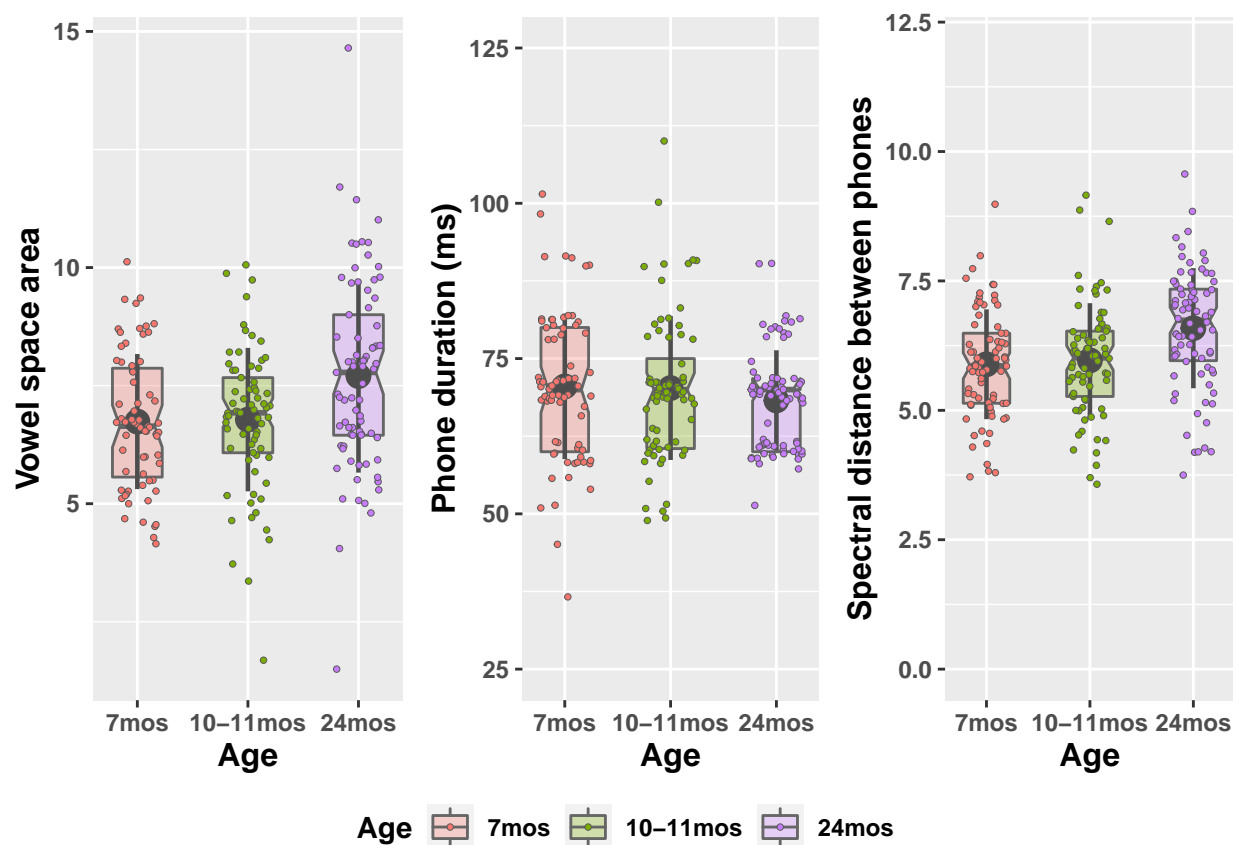 Vowel space area
15
10
5
7mos 10–11mos 24mos
Age
Phone duration (ms)
125
100
75
50
25
7mos 10–11mos 24mos
Age
Spectral distance between phones
12.5
10.0
7.5
5.0
2.5
0.0
7mos 10–11mos 24mos
Age
Age 7mos 10–11mos 24mos